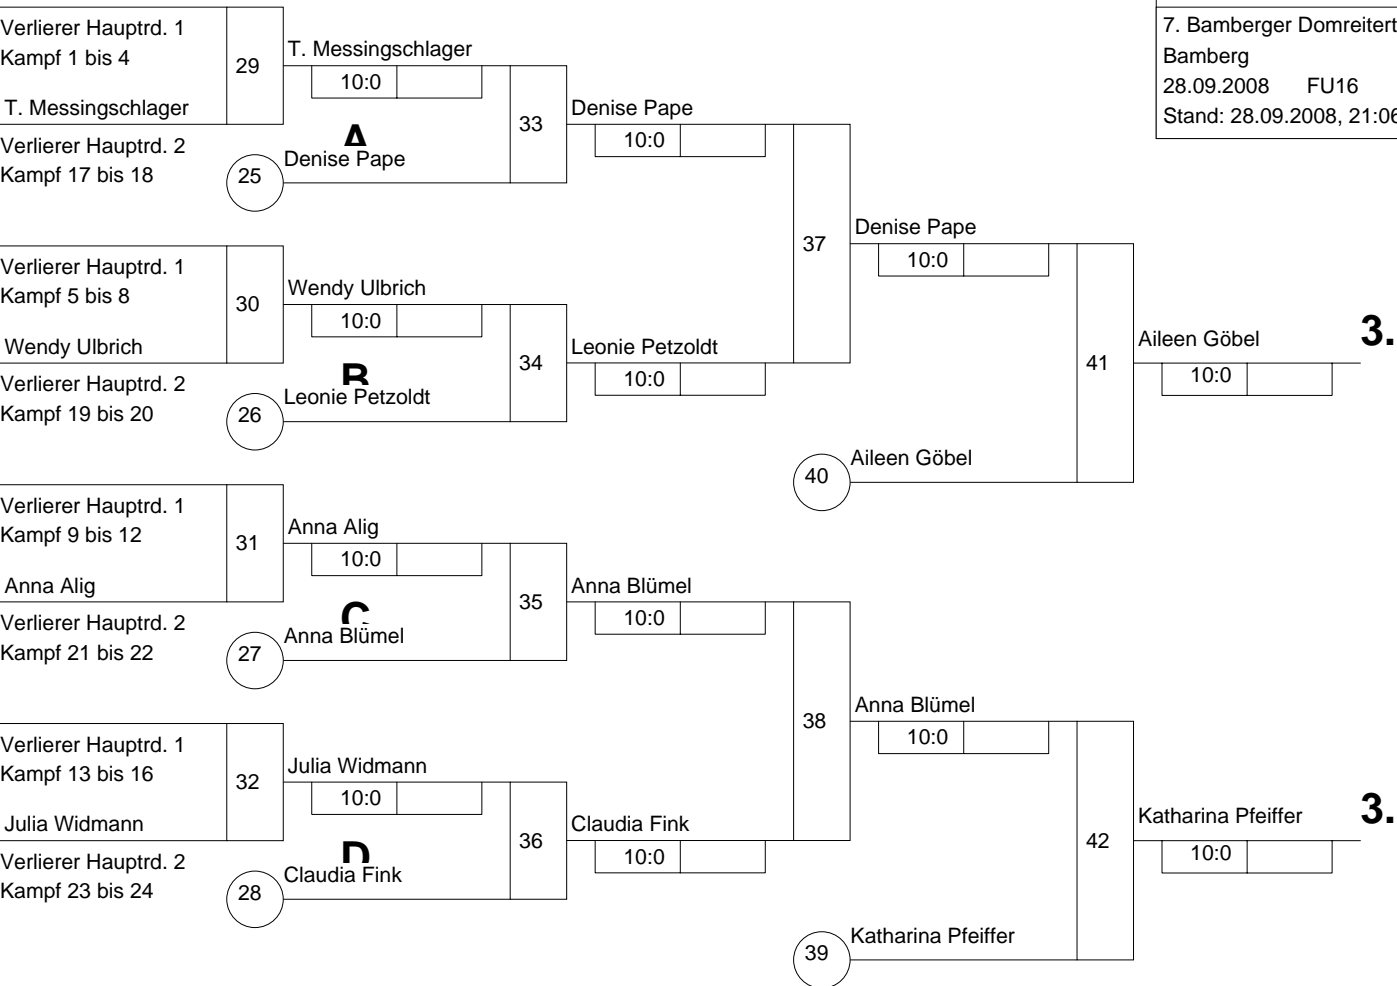 7. Bamberger Domreitert
Bamberg
28.09.2008 FU16
Stand: 28.09.2008, 21:06
Verlierer Hauptrd. 1
Kampf 1 bis 4
29
T. Messingschlager
Verlierer Hauptrd. 2
Kampf 17 bis 18
T. Messingschlager
10:0
A
25
Denise Pape
33
Denise Pape
10:0
Verlierer Hauptrd. 1
Kampf 5 bis 8
30
Wendy Ulbrich
Verlierer Hauptrd. 2
Kampf 19 bis 20
Wendy Ulbrich
10:0
B
26
Leonie Petzoldt
34
Leonie Petzoldt
10:0
37
Denise Pape
10:0
40
Aileen Göbel
41
Aileen Göbel
10:0
3.
Verlierer Hauptrd. 1
Kampf 9 bis 12
31
Anna Alig
Verlierer Hauptrd. 2
Kampf 21 bis 22
Anna Alig
10:0
C
27
Anna Blümel
35
Anna Blümel
10:0
Verlierer Hauptrd. 1
Kampf 13 bis 16
32
Julia Widmann
Verlierer Hauptrd. 2
Kampf 23 bis 24
Julia Widmann
10:0
D
28
Claudia Fink
36
Claudia Fink
10:0
38
Anna Blümel
10:0
39
Katharina Pfeiffer
42
Katharina Pfeiffer
10:0
3.